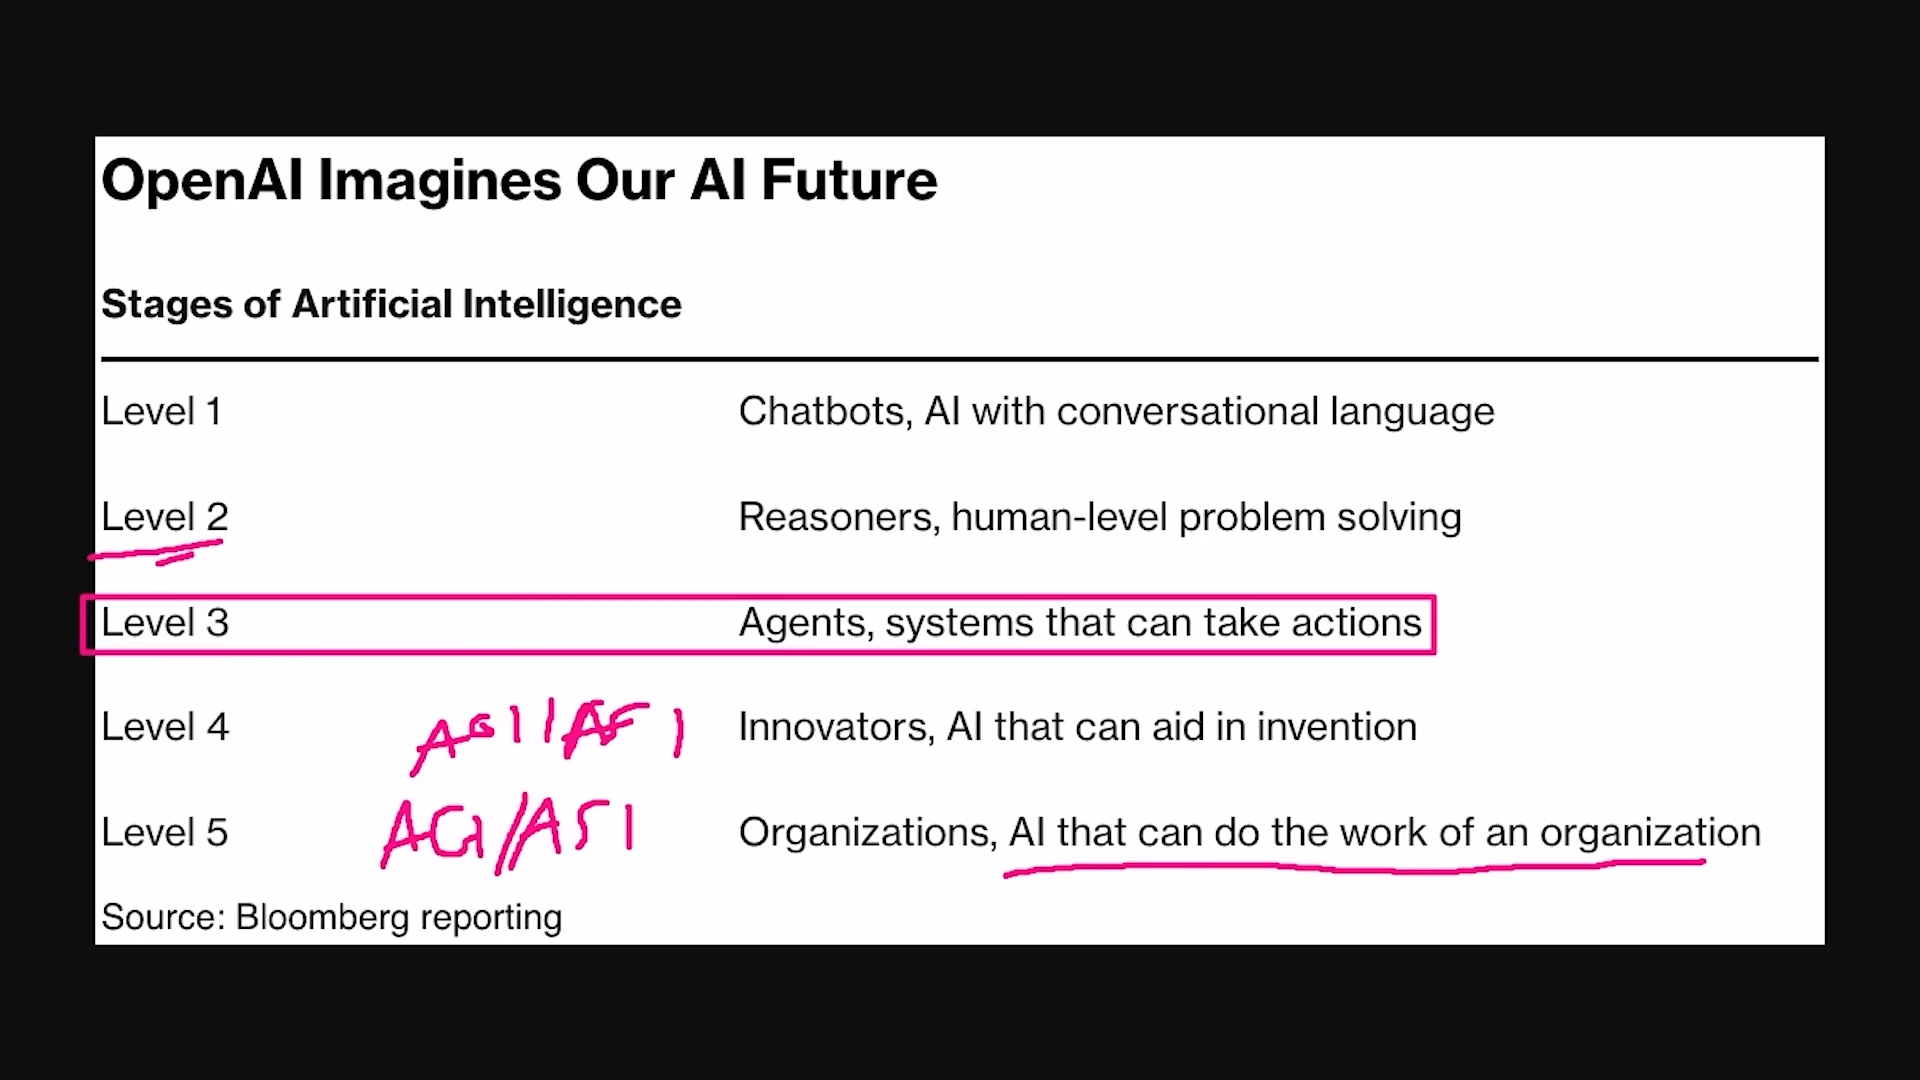 OpenAI Imagines Our AI Future
Stages of Artificial Intelligence
Level 1 Chatbots, AI with conversational language
Level 2 Reasoners, human-level problem solving
Level 3 Agents, systems that can take actions
Level 4 AGI / Innovators, AI that can aid in invention
Level 5 AGI/ASI Organizations, AI that can do the work of an organization
Source: Bloomberg reporting